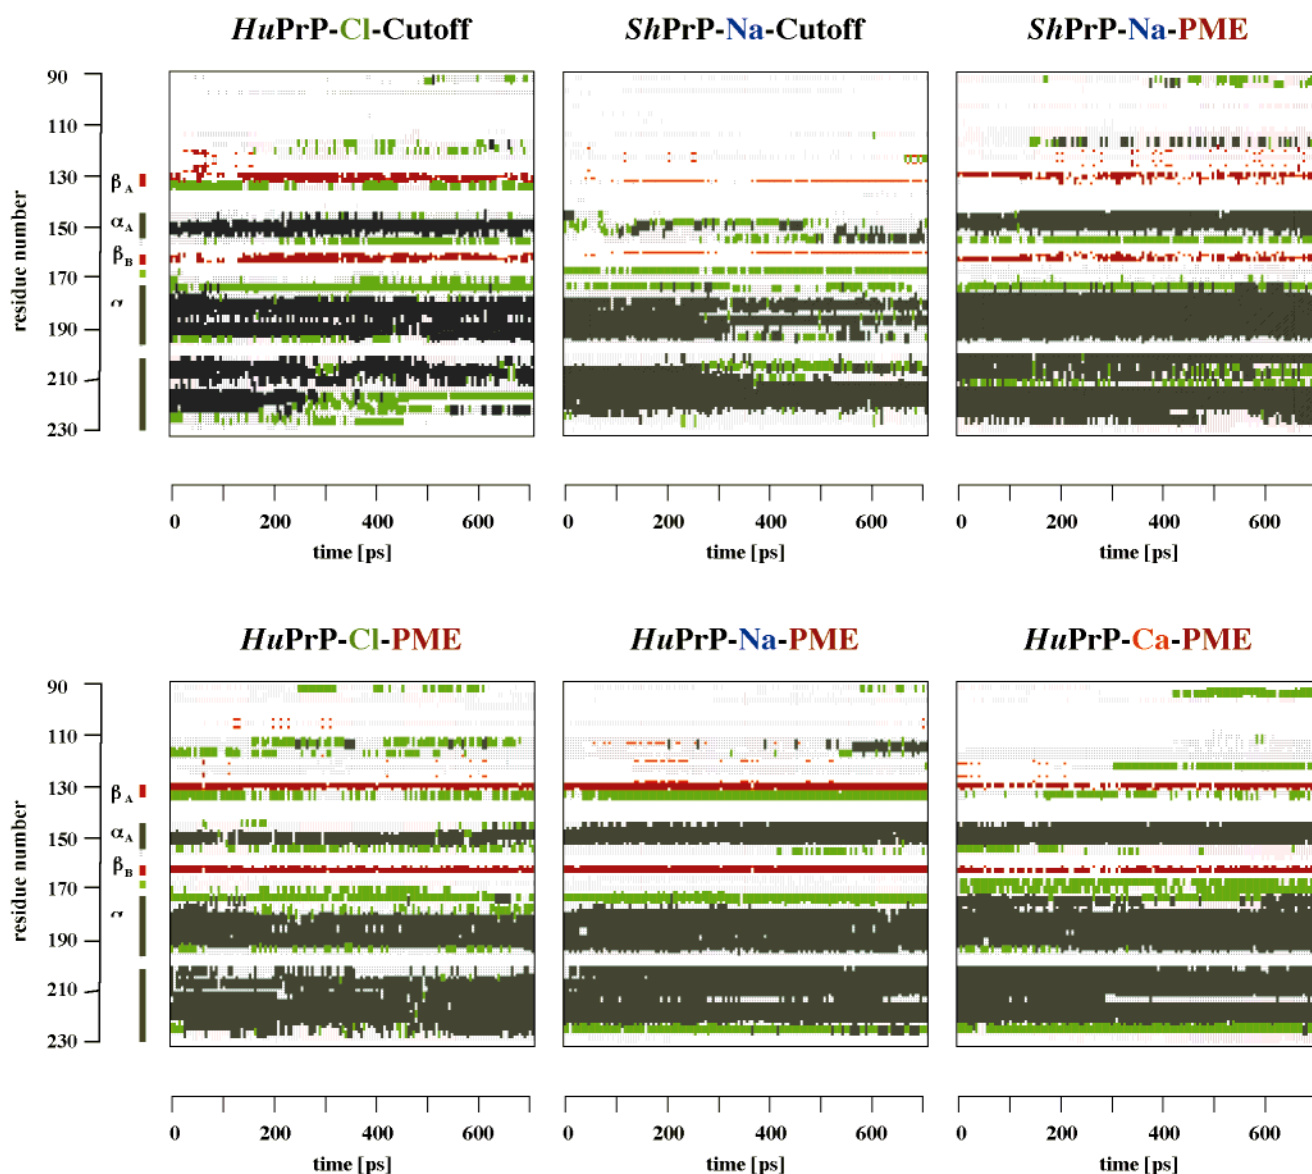 HuPrP-Cl-Cutoff ShPrP-Na-Cutoff ShPrP-Na-PME
90
110
130
150
170
190
210
230
residue number
βA
αA
βB
α
0 200 400 600
time [ps]
0 200 400 600
time [ps]
0 200 400 600
time [ps]
HuPrP-Cl-PME HuPrP-Na-PME HuPrP-Ca-PME
90
110
130
150
170
190
210
230
residue number
βA
αA
βB
α
0 200 400 600
time [ps]
0 200 400 600
time [ps]
0 200 400 600
time [ps]